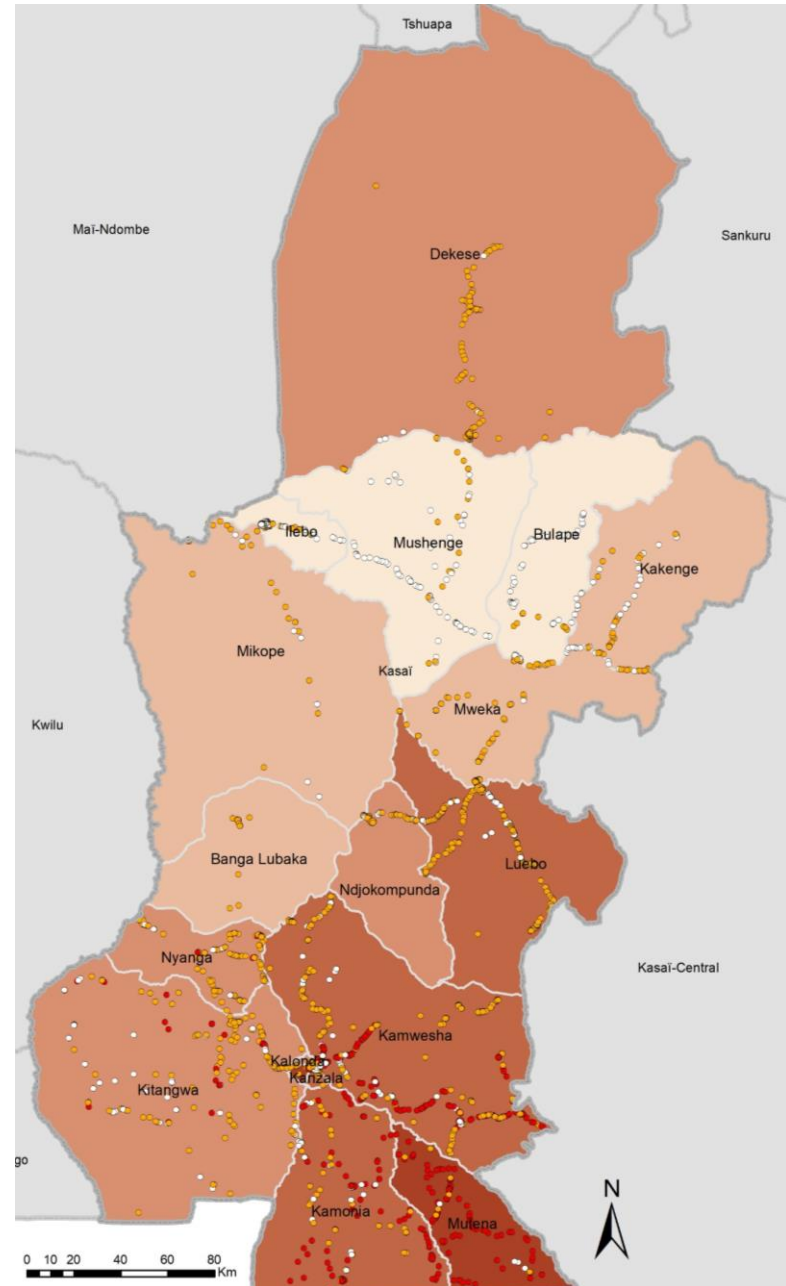 Tshuapa
Maï-Ndombe
Sankuru
Dekese
Ilebo
Mushenge
Bulape
Kakenge
Mikope
Kasaï
Mweka
Kwilu
Banga Lubaka
Luebo
Ndjokompunda
Nyanga
Kasaï-Central
Kamwesha
Kalonda
Kanzala
Kitangwa
go
N
Kamonia
Mutena
0 10 20 40 60 80
Km